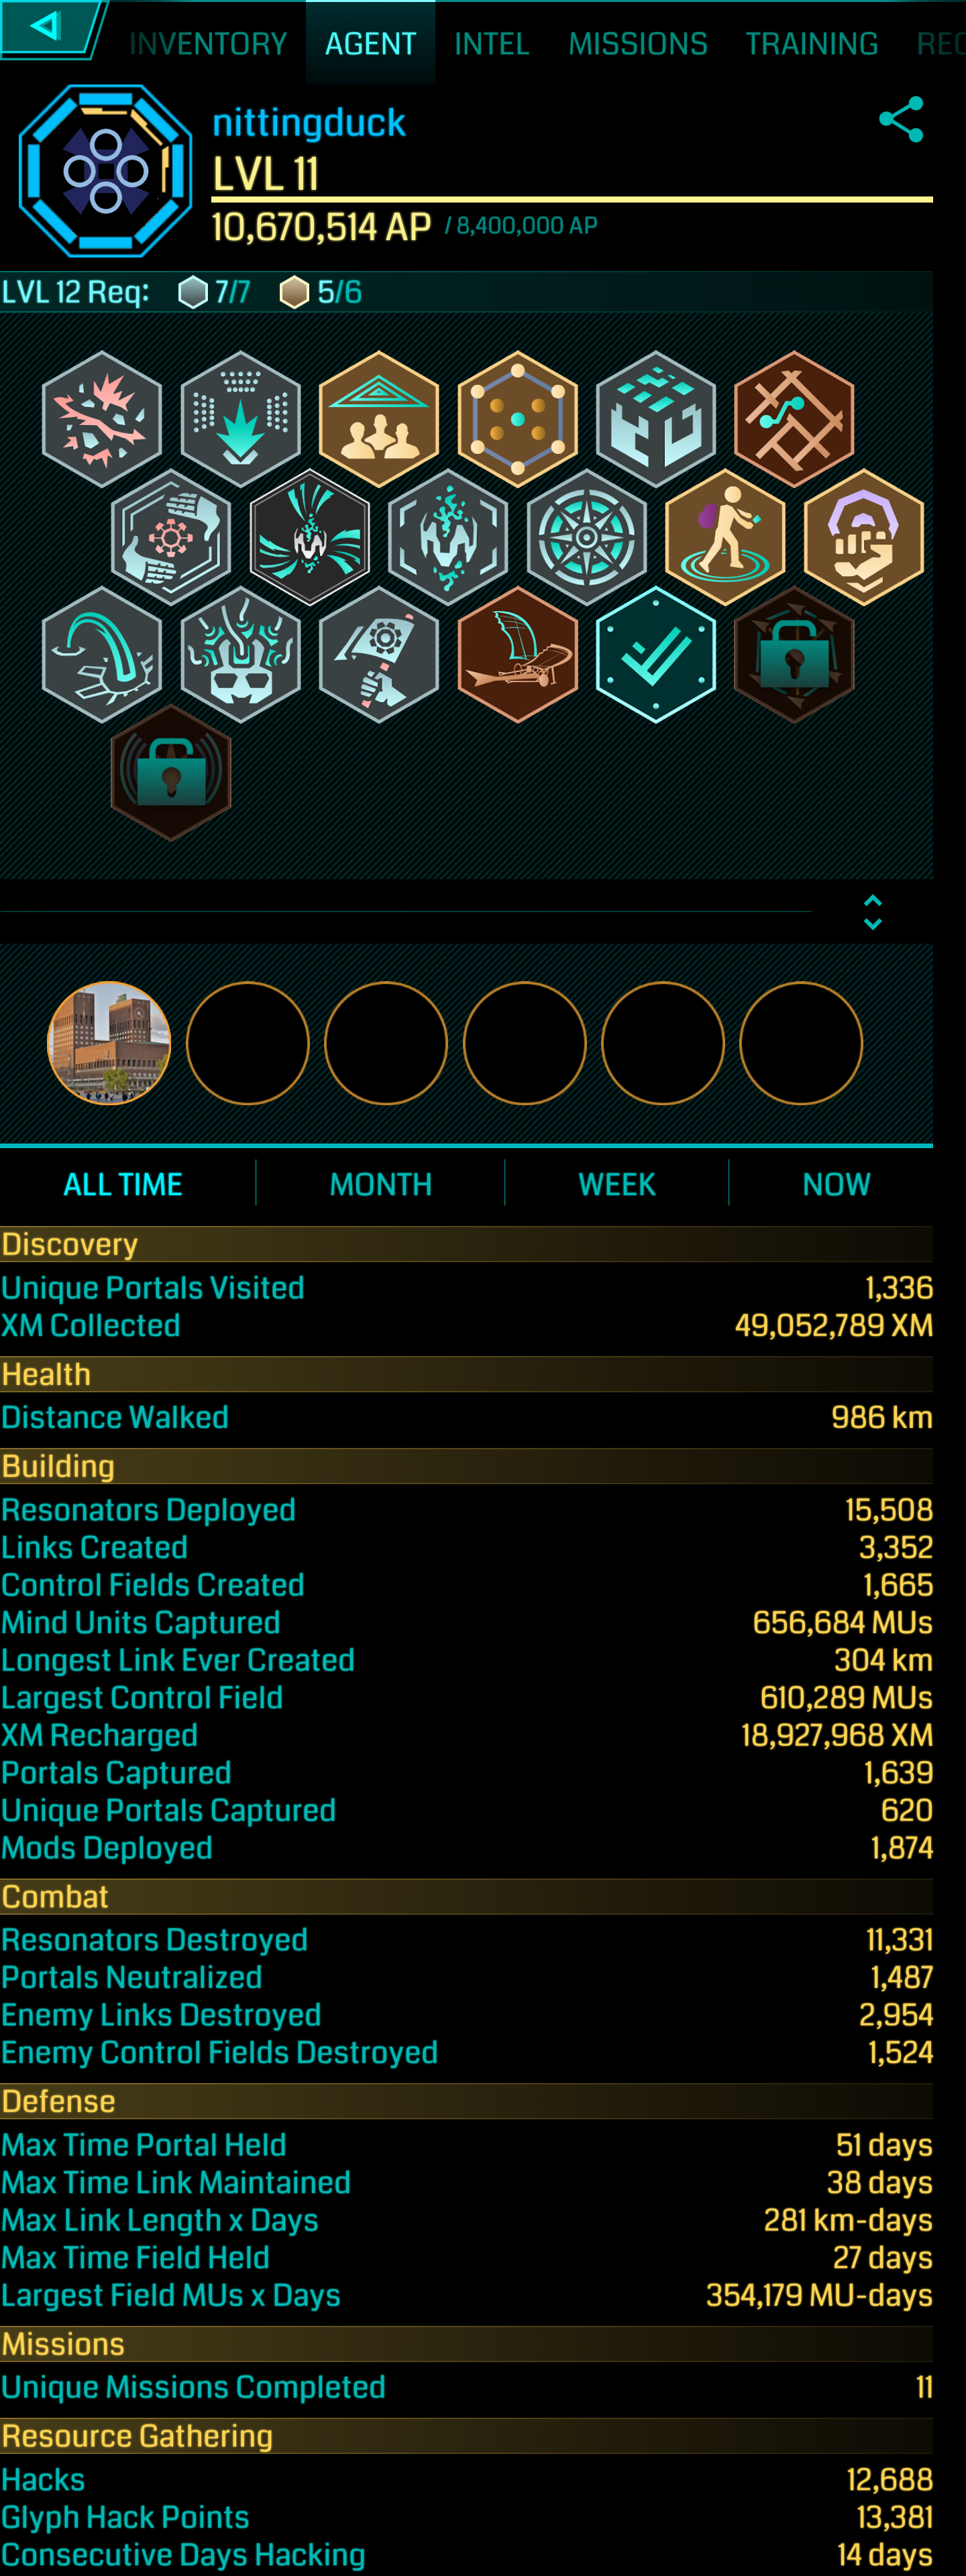 INVENTORY AGENT INTEL MISSIONS TRAINING REC
nittingduck
LVL 11
10,670,514 AP / 8,400,000 AP
LVL 12 Req: 7/7 5/6
ALL TIME MONTH WEEK NOW
Discovery
Unique Portals Visited 1,336
XM Collected 49,052,789 XM
Health
Distance Walked 986 km
Building
Resonators Deployed 15,508
Links Created 3,352
Control Fields Created 1,665
Mind Units Captured 656,684 MUs
Longest Link Ever Created 304 km
Largest Control Field 610,289 MUs
XM Recharged 18,927,968 XM
Portals Captured 1,639
Unique Portals Captured 620
Mods Deployed 1,874
Combat
Resonators Destroyed 11,331
Portals Neutralized 1,487
Enemy Links Destroyed 2,954
Enemy Control Fields Destroyed 1,524
Defense
Max Time Portal Held 51 days
Max Time Link Maintained 38 days
Max Link Length x Days 281 km-days
Max Time Field Held 27 days
Largest Field MUs x Days 354,179 MU-days
Missions
Unique Missions Completed 11
Resource Gathering
Hacks 12,688
Glyph Hack Points 13,381
Consecutive Days Hacking 14 days